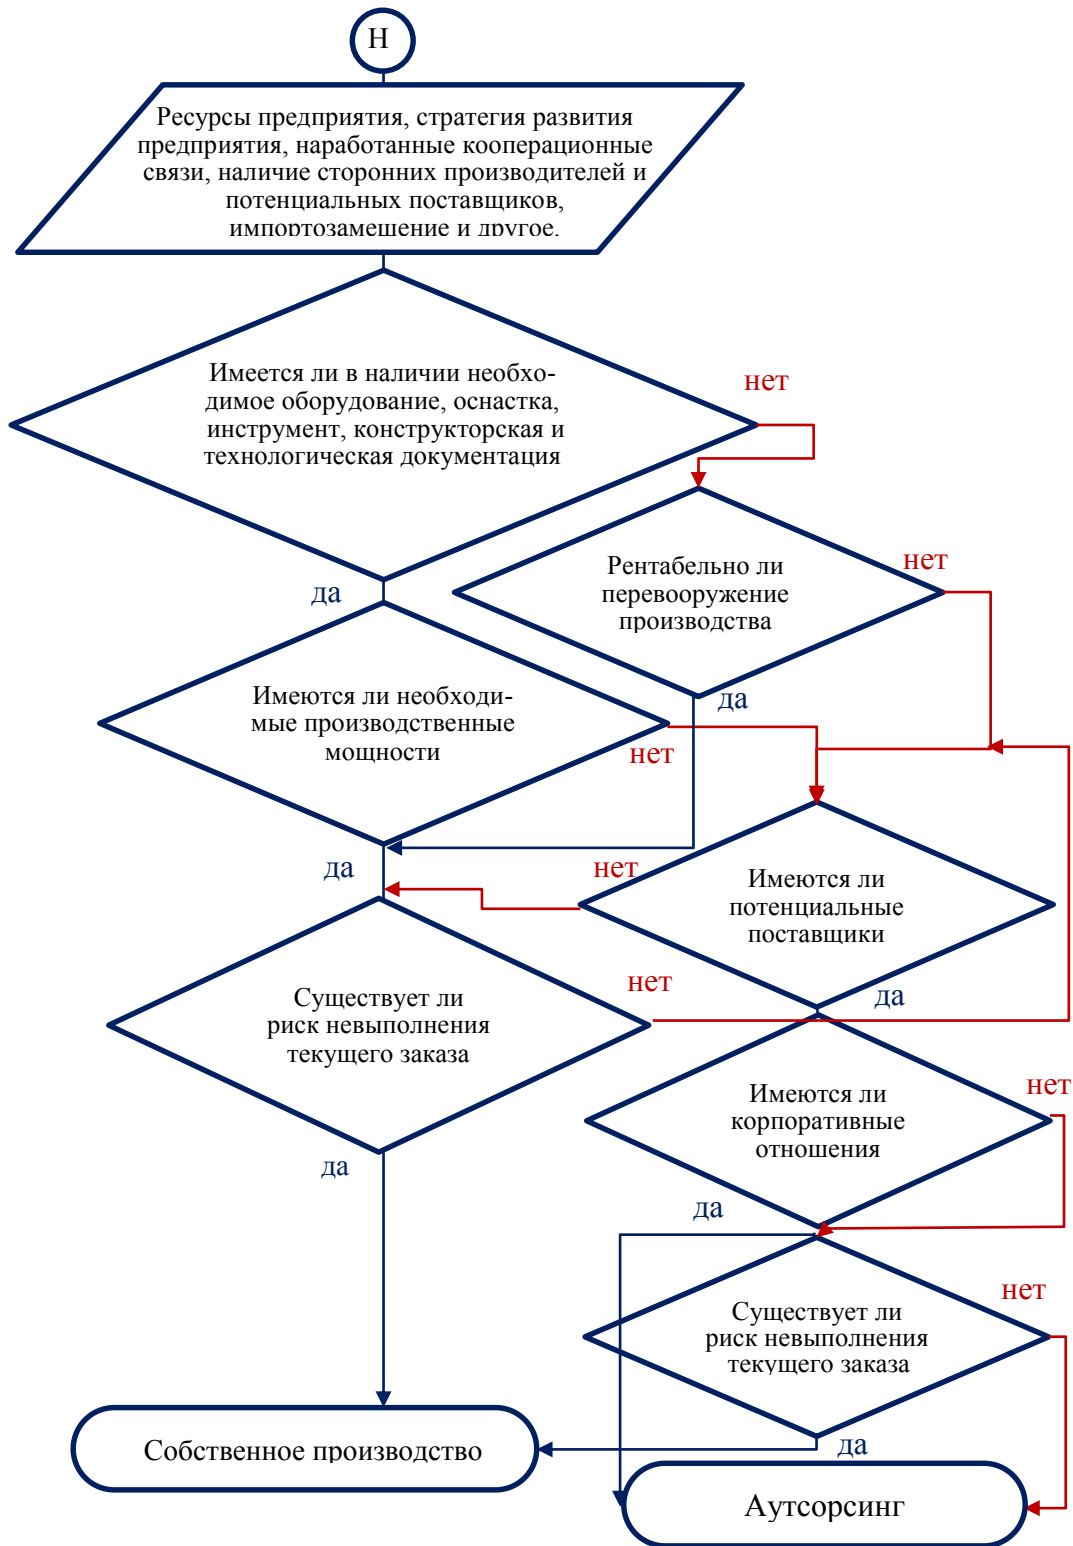 Н
Ресурсы предприятия, стратегия развития
предприятия, наработанные кооперационные
связи, наличие сторонних производителей и
потенциальных поставщиков,
импортозамещение и другое.
Имеется ли в наличии необхо-
димое оборудование, оснастка,
инструмент, конструкторская и
технологическая документация
нет
да
Рентабельно ли
перевооружение
производства
нет
да
Имеются ли необходи-
мые производственные
мощности
нет
да
Имеются ли
потенциальные
поставщики
нет
да
Существует ли
риск невыполнения
текущего заказа
нет
да
Имеются ли
корпоративные
отношения
нет
да
Существует ли
риск невыполнения
текущего заказа
нет
да
Собственное производство
Аутсорсинг